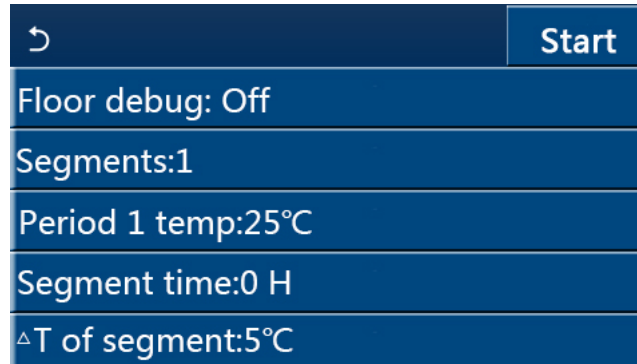 Start
Floor debug: Off
Segments:1
Period 1 temp:25℃
Segment time:0 H
△T of segment:5℃